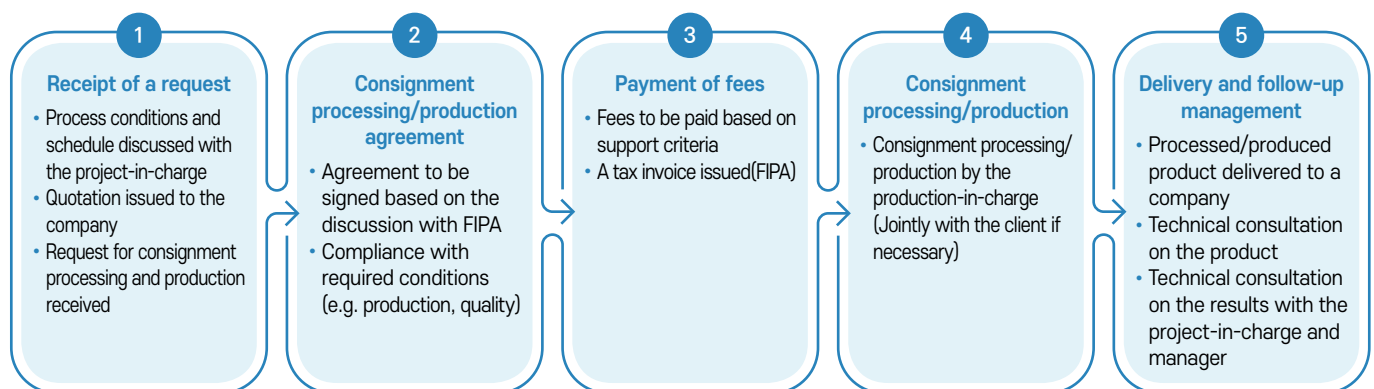 1
Receipt of a request
• Process conditions and
schedule discussed with
the project-in-charge
• Quotation issued to the
company
• Request for consignment
processing and production
received
2
Consignment
processing/production
agreement
• Agreement to be
signed based on the
discussion with FIPA
• Compliance with
required conditions
(e.g. production, quality)
3
Payment of fees
• Fees to be paid based on
support criteria
• A tax invoice issued(FIPA)
4
Consignment
processing/production
• Consignment processing/
production by the
production-in-charge
(Jointly with the client if
necessary)
5
Delivery and follow-up
management
• Processed/produced
product delivered to a
company
• Technical consultation
on the product
• Technical consultation
on the results with the
project-in-charge and
manager